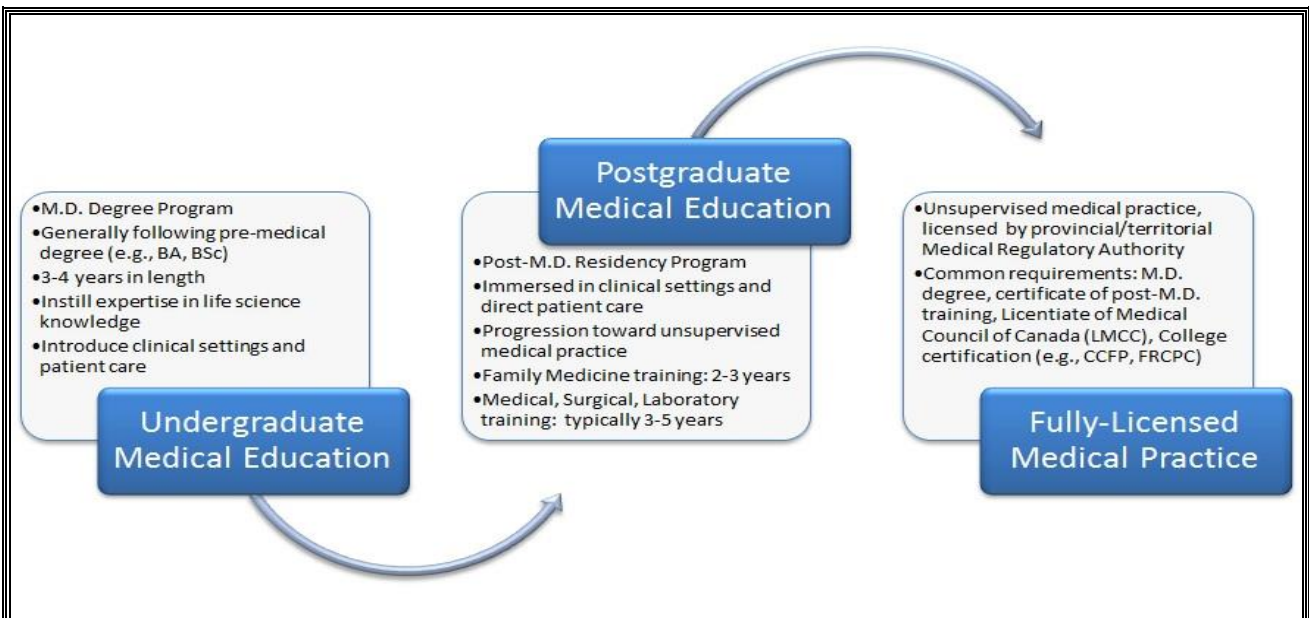 •M.D. Degree Program
•Generally following pre-medical
degree (e.g., BA, BSc)
•3-4 years in length
•Instill expertise in life science
knowledge
•Introduce clinical settings and
patient care
Undergraduate
Medical Education
Postgraduate
Medical Education
•Post-M.D. Residency Program
•Immersed in clinical settings and
direct patient care
•Progression toward unsupervised
medical practice
•Family Medicine training: 2-3 years
•Medical, Surgical, Laboratory
training: typically 3-5 years
•Unsupervised medical practice,
licensed by provincial/territorial
Medical Regulatory Authority
•Common requirements: M.D.
degree, certificate of post-M.D.
training, Licentiate of Medical
Council of Canada (LMCC), College
certification (e.g., CCFP, FRCPC)
Fully-Licensed
Medical Practice